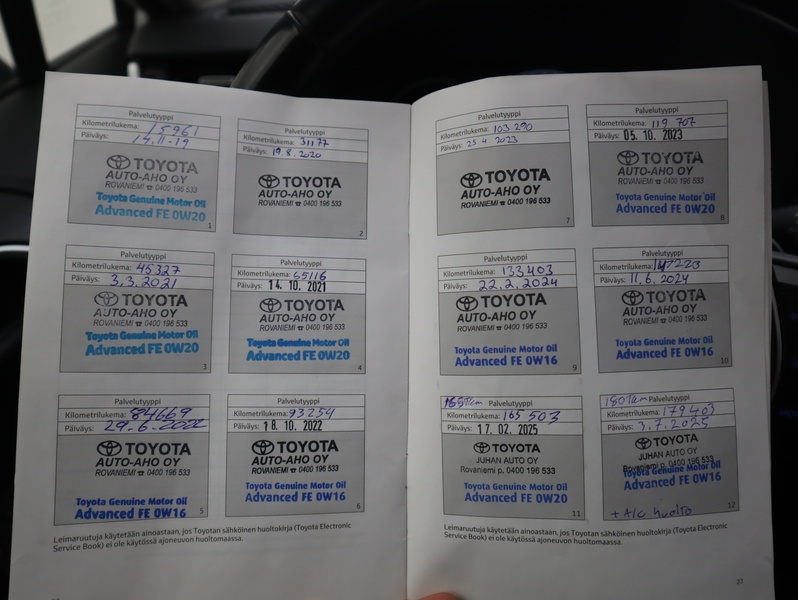 Palvelutyyppi
Kilometrilukema: 15961
Päiväys: 14.11-19
TOYOTA
AUTO-AHO OY
ROVANIEMI ☎ 0400 196 533
Toyota Genuine Motor Oil
Advanced FE 0W20
1
Palvelutyyppi
Kilometrilukema: 31177
Päiväys: 19.8.2020
TOYOTA
AUTO-AHO OY
ROVANIEMI ☎ 0400 196 533
2
Palvelutyyppi
Kilometrilukema: 45327
Päiväys: 3.3.2021
TOYOTA
AUTO-AHO OY
ROVANIEMI ☎ 0400 196 533
Toyota Genuine Motor Oil
Advanced FE 0W20
3
Palvelutyyppi
Kilometrilukema: 65116
Päiväys: 14. 10. 2021
TOYOTA
AUTO-AHO OY
ROVANIEMI ☎ 0400 196 533
Toyota Genuine Motor Oil
Advanced FE 0W20
4
Palvelutyyppi
Kilometrilukema: 84669
Päiväys: 29.6.2022
TOYOTA
AUTO-AHO OY
ROVANIEMI ☎ 0400 196 533
Toyota Genuine Motor Oil
Advanced FE 0W16
5
Palvelutyyppi
Kilometrilukema: 93254
Päiväys: 18. 10. 2022
TOYOTA
AUTO-AHO OY
ROVANIEMI ☎ 0400 196 533
Toyota Genuine Motor Oil
Advanced FE 0W16
6
Leimaruutuja käytetään ainoastaan, jos Toyotan sähköinen huoltokirja (Toyota Electronic
Service Book) ei ole käytössä ajoneuvon huoltomaassa.
Palvelutyyppi
Kilometrilukema: 103 290
Päiväys: 25 4 2023
TOYOTA
AUTO-AHO OY
ROVANIEMI ☎ 0400 196 533
7
Palvelutyyppi
Kilometrilukema: 119 707
Päiväys: 05. 10. 2023
TOYOTA
AUTO-AHO OY
ROVANIEMI ☎ 0400 196 533
Toyota Genuine Motor Oil
Advanced FE 0W20
8
Palvelutyyppi
Kilometrilukema: 133403
Päiväys: 22.2.2024
TOYOTA
AUTO-AHO OY
ROVANIEMI ☎ 0400 196 533
Toyota Genuine Motor Oil
Advanced FE 0W16
9
Palvelutyyppi
Kilometrilukema: 147223
Päiväys: 11.6.2024
TOYOTA
AUTO-AHO OY
ROVANIEMI ☎ 0400 196 533
Toyota Genuine Motor Oil
Advanced FE 0W16
10
Palvelutyyppi
Kilometrilukema: 165 503
Päiväys: 17. 02. 2025
TOYOTA
JUHAN AUTO OY
Rovaniemi p. 0400 196 533
Toyota Genuine Motor Oil
Advanced FE 0W20
11
180Tkm Palvelutyyppi
Kilometrilukema: 179403
Päiväys: 3.7.2025
TOYOTA
JUHAN AUTO OY
Rovaniemi p. 0400 196 533
Toyota Genuine Motor Oil
Advanced FE 0W16
+ A/C huolto
12
Leimaruutuja käytetään ainoastaan, jos Toyotan sähköinen huoltokirja (Toyota Electronic
Service Book) ei ole käytössä ajoneuvon huoltomaassa.
27